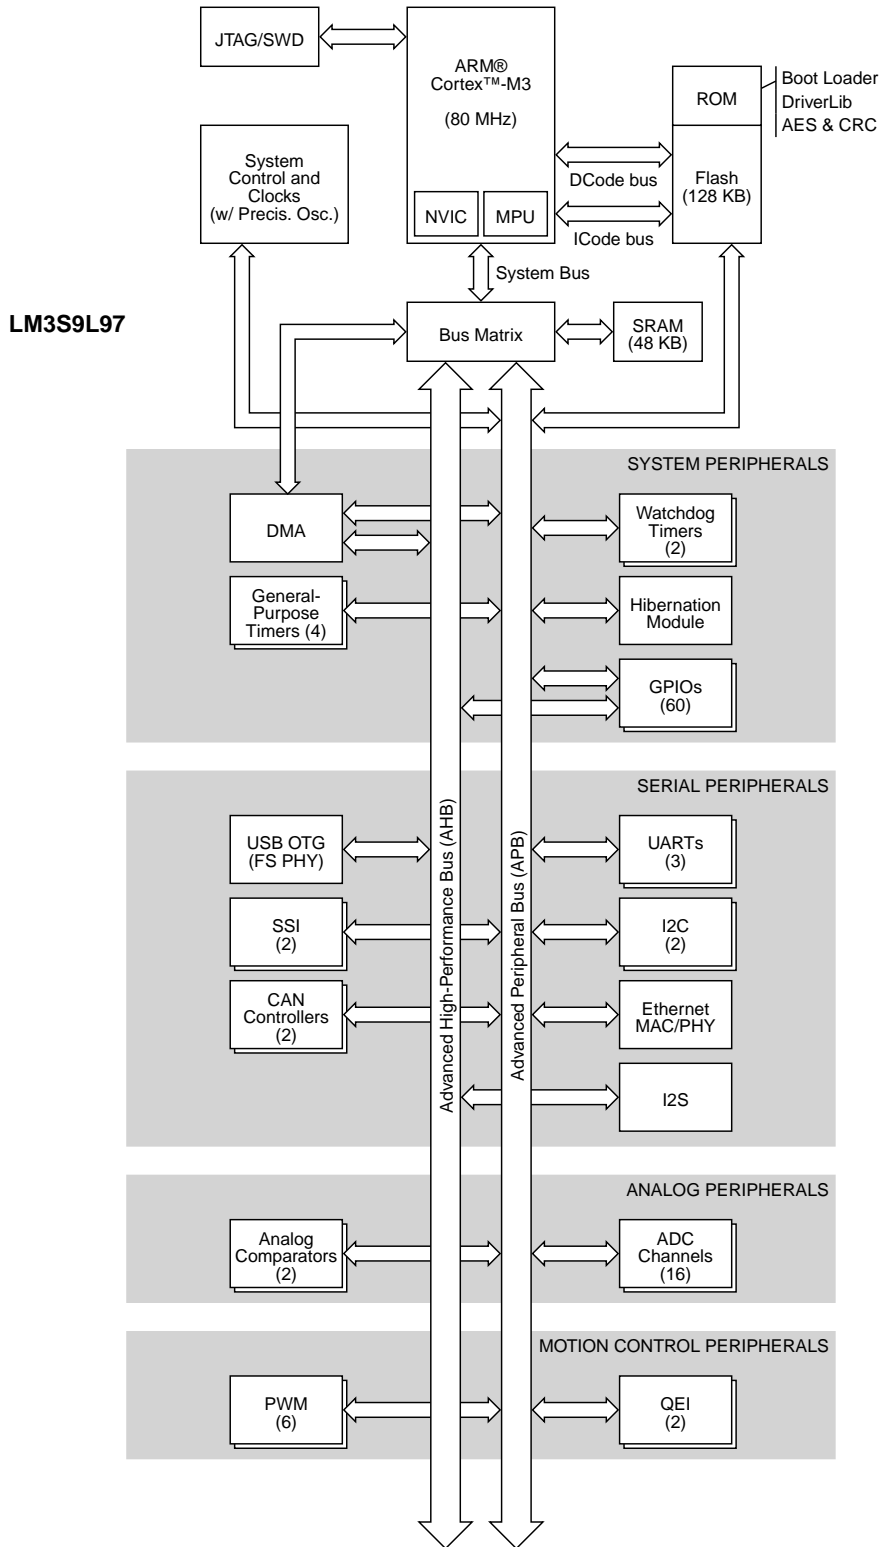 JTAG/SWD
ARM®
Cortex™-M3
(80 MHz)
NVIC
MPU
ROM
Flash
(128 KB)
Boot Loader
DriverLib
AES & CRC
DCode bus
ICode bus
System
Control and
Clocks
(w/ Precis. Osc.)
System Bus
LM3S9L97
Bus Matrix
SRAM
(48 KB)
SYSTEM PERIPHERALS
DMA
Watchdog
Timers
(2)
General-
Purpose
Timers (4)
Hibernation
Module
GPIOs
(60)
Advanced High-Performance Bus (AHB)
Advanced Peripheral Bus (APB)
SERIAL PERIPHERALS
USB OTG
(FS PHY)
UARTs
(3)
SSI
(2)
I2C
(2)
CAN
Controllers
(2)
Ethernet
MAC/PHY
I2S
ANALOG PERIPHERALS
Analog
Comparators
(2)
ADC
Channels
(16)
MOTION CONTROL PERIPHERALS
PWM
(6)
QEI
(2)